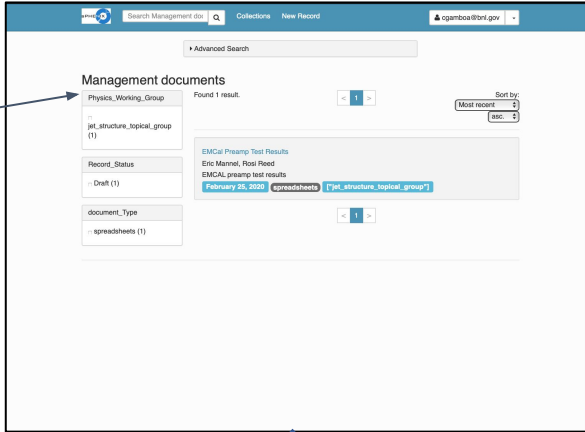 SPHENIX
Search Management doc
Collections
New Record
cgamboa@bnl.gov
Advanced Search
Management documents
Physics_Working_Group
jet_structure_topical_group
(1)
Record_Status
Draft (1)
document_Type
spreadsheets (1)
Found 1 result.
< 1 >
Sort by:
Most recent
asc.
EMCal Preamp Test Results
Eric Mannel, Rosi Reed
EMCAL preamp test results
February 25, 2020 spreadsheets ["jet_structure_topical_group"]
< 1 >